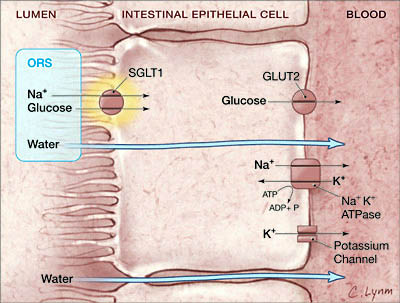 LUMEN
INTESTINAL EPITHELIAL CELL
BLOOD
ORS
SGLT1
GLUT2
Na+
Glucose
Glucose
Water
Na+
K+
ATP
ADP+ P
Na+ K+
ATPase
K+
Potassium
Channel
Water
C. Lynm